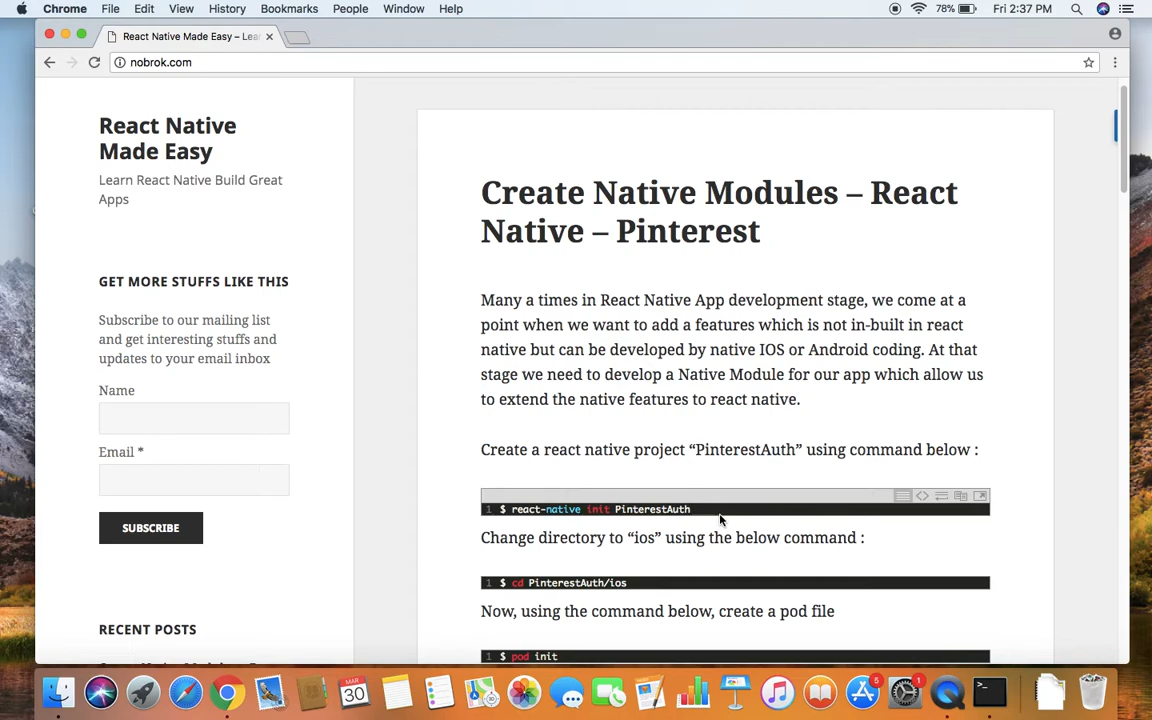 Chrome File Edit View History Bookmarks People Window Help 78% Fri 2:37 PM
React Native Made Easy – Lea
nobrok.com
React Native
Made Easy
Learn React Native Build Great
Apps
GET MORE STUFFS LIKE THIS
Subscribe to our mailing list
and get interesting stuffs and
updates to your email inbox
Name
Email *
SUBSCRIBE
RECENT POSTS
Create Native Modules – React
Native – Pinterest
Many a times in React Native App development stage, we come at a
point when we want to add a features which is not in-built in react
native but can be developed by native IOS or Android coding. At that
stage we need to develop a Native Module for our app which allow us
to extend the native features to react native.
Create a react native project “PinterestAuth” using command below :
1 $ react-native init PinterestAuth
Change directory to “ios” using the below command :
1 $ cd PinterestAuth/ios
Now, using the command below, create a pod file
1 $ pod init
MAR
30
5
1